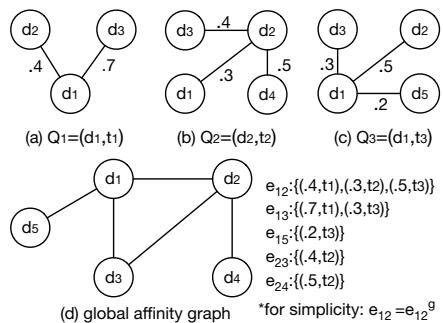 d2
d3
.4
.7
d1
(a) Q1=(d1,t1)
d3
.4
d2
.3
.5
d1
d4
(b) Q2=(d2,t2)
d3
d2
.3
.5
d1
.2
d5
(c) Q3=(d1,t3)
d1
d2
d5
d3
d4
(d) global affinity graph
e12:{(.4,t1),(.3,t2),(.5,t3)}
e13:{(.7,t1),(.3,t3)}
e15:{(.2,t3)}
e23:{(.4,t2)}
e24:{(.5,t2)}
*for simplicity: e12 =e12g